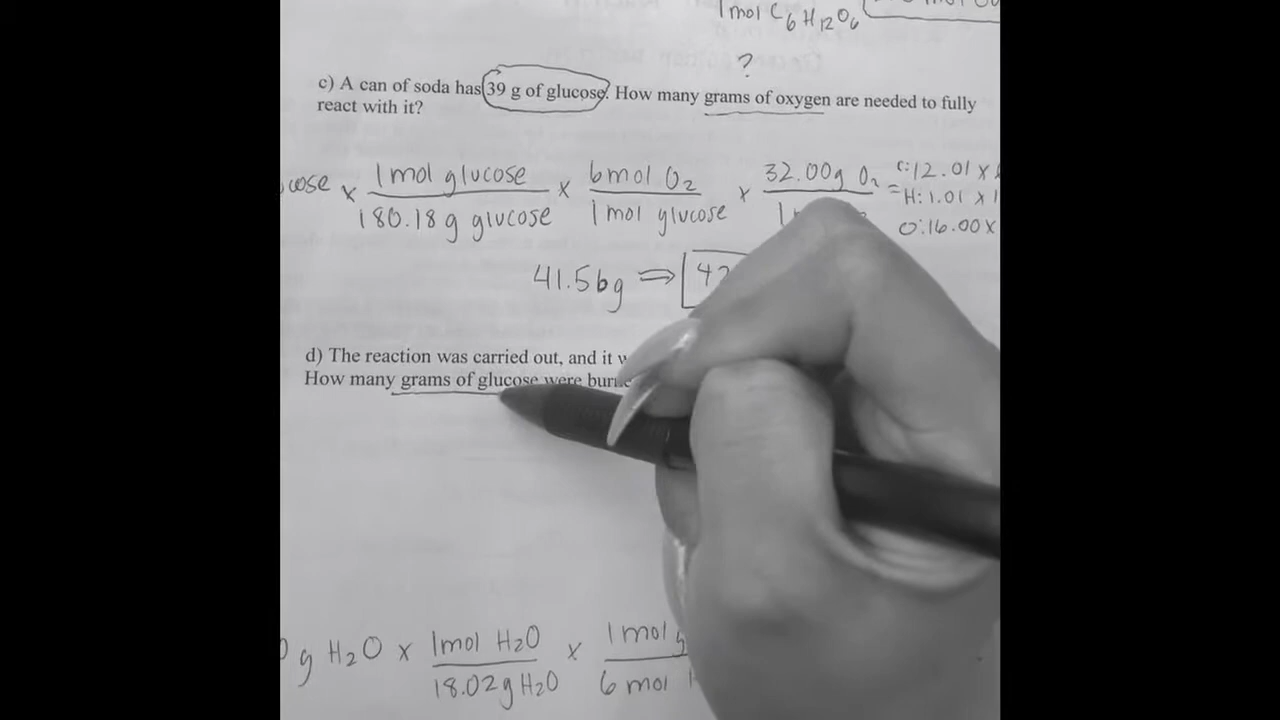 1mol C6H12O6
?
c) A can of soda has 39 g of glucose. How many grams of oxygen are needed to fully
react with it?
1mol glucose 6mol O2 32.00g O2 C:12.01 x
x x x =
180.18g glucose 1mol glucose H:1.01 x 1
O:16.00 x
41.56g ⇒ 42
d) The reaction was carried out, and it
How many grams of glucose were
g H2O x 1mol H2O x 1mol
18.02g H2O 6 mol